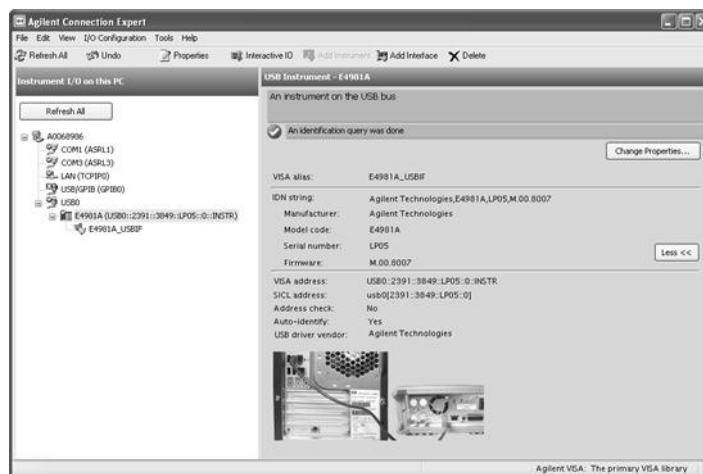 Agilent Connection Expert
File Edit View I/O Configuration Tools Help
Refresh All Undo Properties Interactive IO Add Instrument Add Interface Delete
Instrument I/O on this PC
Refresh All
A0068906
COM1 (ASRL1)
COM3 (ASRL3)
LAN (TCPIP0)
USB/GPIB (GPIB0)
USB0
E4981A (USB0::2391::3849::LP05::0::INSTR)
E4981A_USBIF
USB Instrument - E4981A
An instrument on the USB bus
An identification query was done
Change Properties...
VISA alias: E4981A_USBIF
IDN string: Agilent Technologies,E4981A,LP05,M.00.8007
Manufacturer: Agilent Technologies
Model code: E4981A
Serial number: LP05
Firmware: M.00.8007
Less <<
VISA address: USB0::2391::3849::LP05::0::INSTR
SICL address: usb0[2391::3849::LP05::0]
Address check: No
Auto-identify: Yes
USB driver vendor: Agilent Technologies
Agilent VISA: The primary VISA library